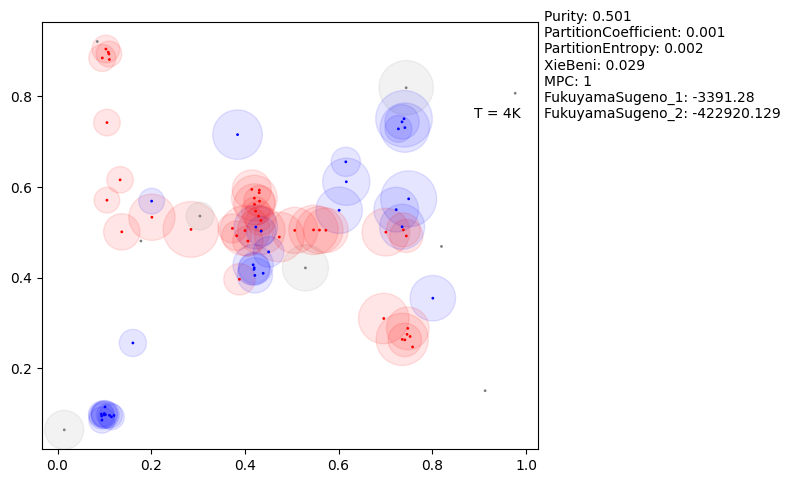 Purity: 0.501
PartitionCoefficient: 0.001
PartitionEntropy: 0.002
XieBeni: 0.029
MPC: 1
FukuyamaSugeno_1: -3391.28
FukuyamaSugeno_2: -422920.129
T = 4K
0.8
0.6
0.4
0.2
0.0 0.2 0.4 0.6 0.8 1.0